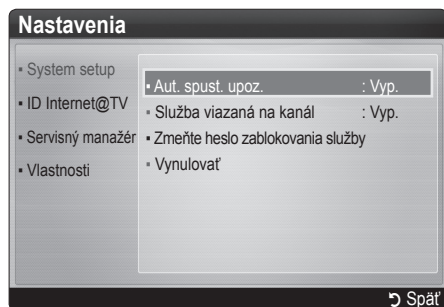 Nastavenia
▪ System setup
▪ ID Internet@TV
▪ Servisný manažér
▪ Vlastnosti
▪ Aut. spust. upoz. : Vyp.
▪ Služba viazaná na kanál : Vyp.
▪ Zmeňte heslo zablokovania služby
▪ Vynulovať
Späť